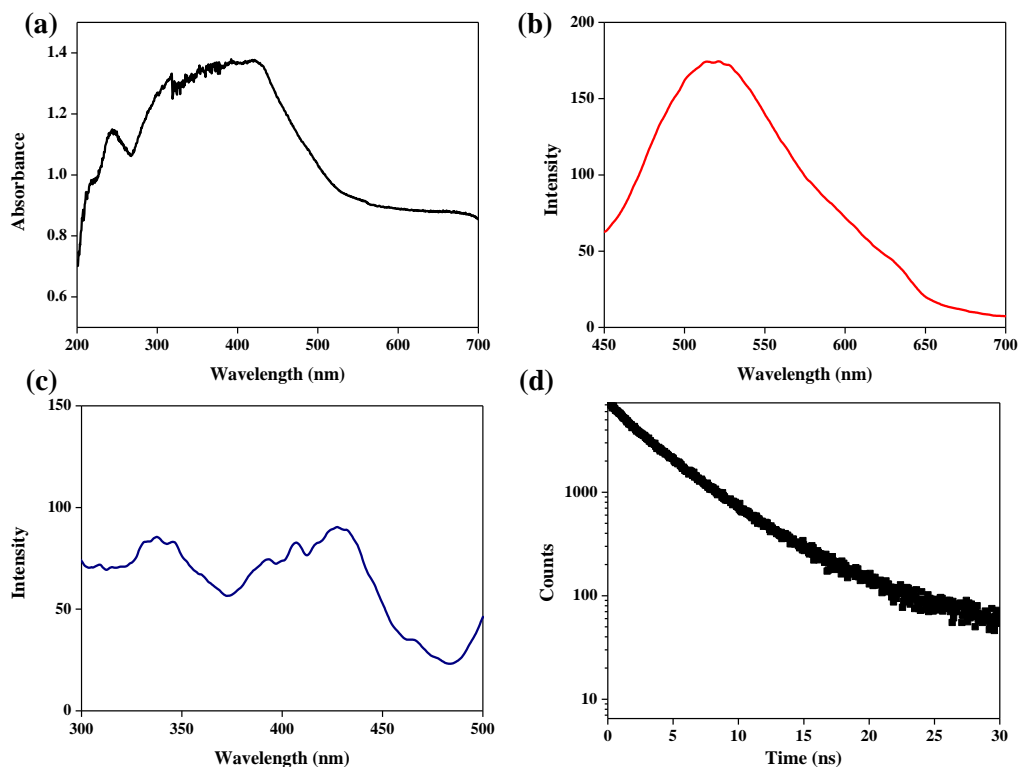 (a)
1.4
1.2
1.0
0.8
0.6
Absorbance
200 300 400 500 600 700
Wavelength (nm)
(b)
200
150
100
50
0
Intensity
450 500 550 600 650 700
Wavelength (nm)
(c)
150
100
50
0
Intensity
300 350 400 450 500
Wavelength (nm)
(d)
1000
100
10
Counts
0 5 10 15 20 25 30
Time (ns)